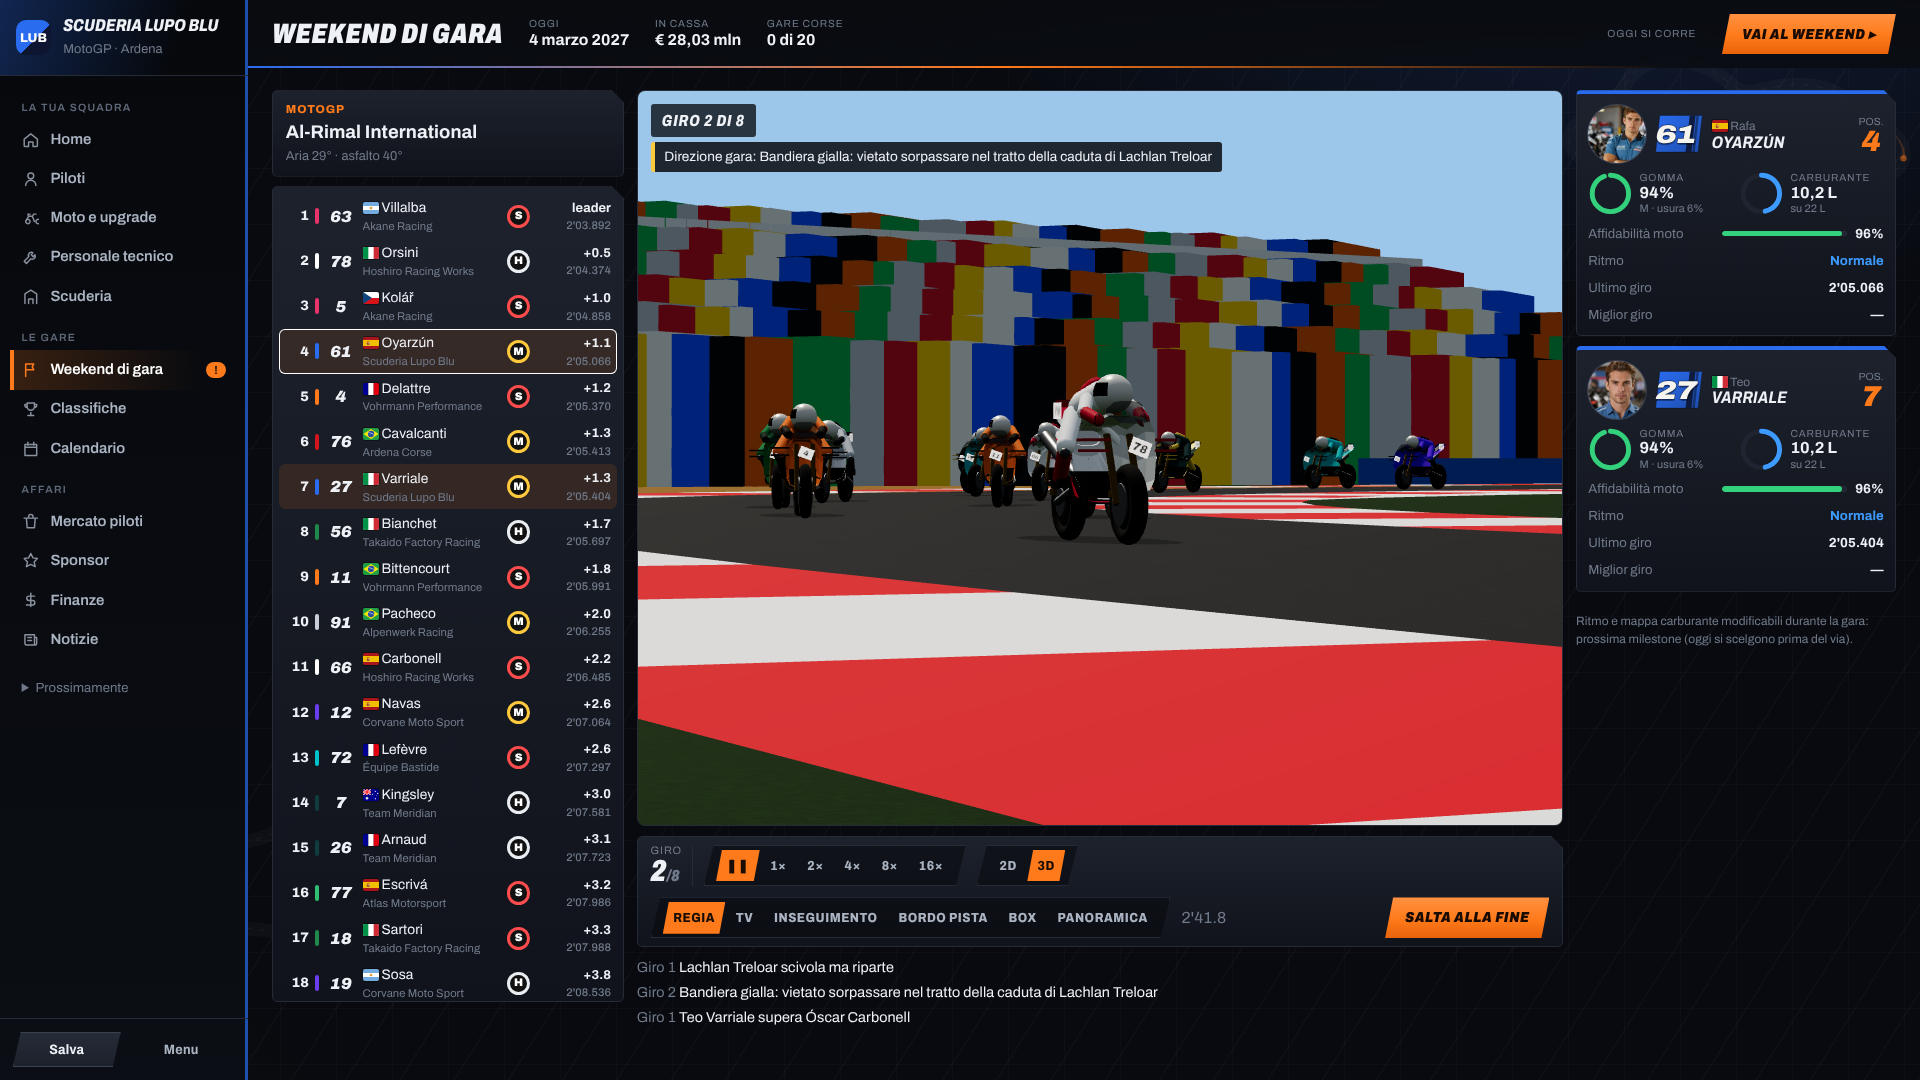 LUB
SCUDERIA LUPO BLU
MotoGP · Ardena
LA TUA SQUADRA
Home
Piloti
Moto e upgrade
Personale tecnico
Scuderia
LE GARE
Weekend di gara !
Classifiche
Calendario
AFFARI
Mercato piloti
Sponsor
Finanze
Notizie
▶ Prossimamente
Salva Menu
WEEKEND DI GARA
OGGI
4 marzo 2027
IN CASSA
€ 28,03 mln
GARE CORSE
0 di 20
OGGI SI CORRE
VAI AL WEEKEND ▸
MOTOGP
Al-Rimal International
Aria 29° · asfalto 40°
1 63 Villalba S leader
Akane Racing 2'03.892
2 78 Orsini H +0.5
Hoshiro Racing Works 2'04.374
3 5 Kolář S +1.0
Akane Racing 2'04.858
4 61 Oyarzún M +1.1
Scuderia Lupo Blu 2'05.066
5 4 Delattre S +1.2
Vohrmann Performance 2'05.370
6 76 Cavalcanti M +1.3
Ardena Corse 2'05.413
7 27 Varriale M +1.3
Scuderia Lupo Blu 2'05.404
8 56 Bianchet H +1.7
Takaido Factory Racing 2'05.697
9 11 Bittencourt S +1.8
Vohrmann Performance 2'05.991
10 91 Pacheco M +2.0
Alpenwerk Racing 2'06.255
11 66 Carbonell S +2.2
Hoshiro Racing Works 2'06.485
12 12 Navas M +2.6
Corvane Moto Sport 2'07.064
13 72 Lefèvre S +2.6
Équipe Bastide 2'07.297
14 7 Kingsley H +3.0
Team Meridian 2'07.581
15 26 Arnaud H +3.1
Team Meridian 2'07.723
16 77 Escrivá S +3.2
Atlas Motorsport 2'07.986
17 18 Sartori S +3.3
Takaido Factory Racing 2'07.988
18 19 Sosa H +3.8
Corvane Moto Sport 2'08.536
GIRO 2 DI 8
Direzione gara: Bandiera gialla: vietato sorpassare nel tratto della caduta di Lachlan Treloar
4
11
78
GIRO
2/8
1× 2× 4× 8× 16×
2D 3D
REGIA TV INSEGUIMENTO BORDO PISTA BOX PANORAMICA 2'41.8
SALTA ALLA FINE
Giro 1 Lachlan Treloar scivola ma riparte
Giro 2 Bandiera gialla: vietato sorpassare nel tratto della caduta di Lachlan Treloar
Giro 1 Teo Varriale supera Óscar Carbonell
61
Rafa
OYARZÚN
POS.
4
GOMMA
94%
M · usura 6%
CARBURANTE
10,2 L
su 22 L
Affidabilità moto 96%
Ritmo Normale
Ultimo giro 2'05.066
Miglior giro —
27
Teo
VARRIALE
POS.
7
GOMMA
94%
M · usura 6%
CARBURANTE
10,2 L
su 22 L
Affidabilità moto 96%
Ritmo Normale
Ultimo giro 2'05.404
Miglior giro —
Ritmo e mappa carburante modificabili durante la gara:
prossima milestone (oggi si scelgono prima del via).